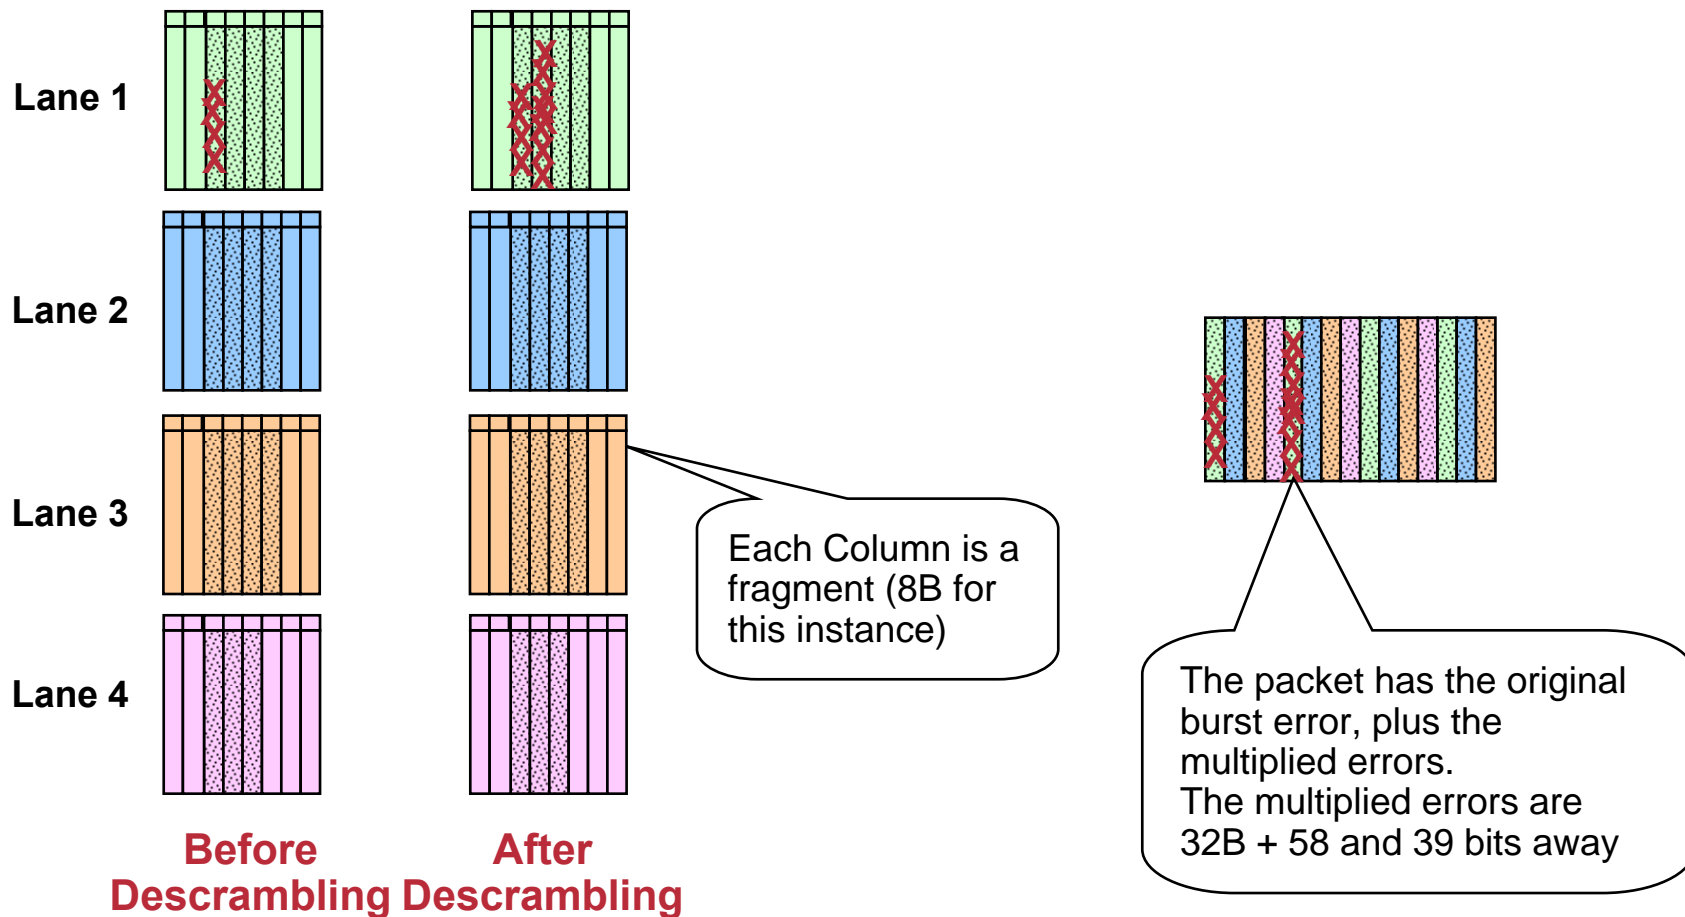 Lane 1
Lane 2
Lane 3
Lane 4
Each Column is a
fragment (8B for
this instance)
The packet has the original
burst error, plus the
multiplied errors.
The multiplied errors are
32B + 58 and 39 bits away
Before
Descrambling
After
Descrambling